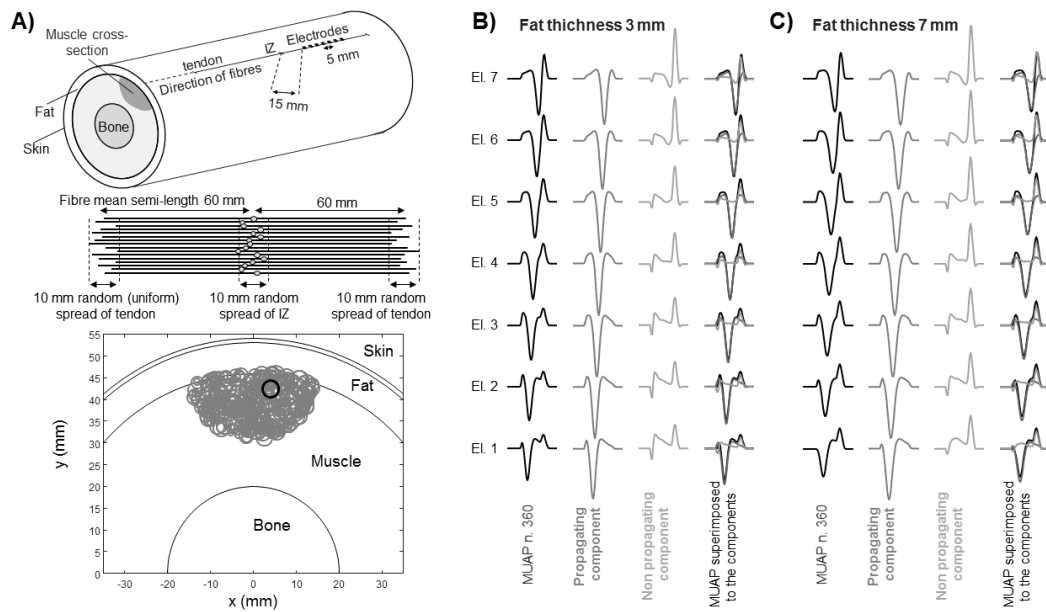 A)
Muscle cross-
section
tendon
Direction of fibres
IZ
Electrodes
5 mm
15 mm
Fat
Skin
Bone
Fibre mean semi-length 60 mm
60 mm
10 mm random (uniform)
spread of tendon
10 mm random
spread of IZ
10 mm random
spread of tendon
55
50
45
40
35
30
25
20
15
10
5
0
y (mm)
Skin
Fat
Muscle
Bone
-20
0
20
-30
-10
10
30
x (mm)
B)
Fat thichness 3 mm
El. 7
El. 6
El. 5
El. 4
El. 3
El. 2
El. 1
MUAP n. 360
Propagating
component
Non propagating
component
MUAP superimposed
to the components
C)
Fat thickness 7 mm
MUAP n. 360
Propagating
component
Non propagating
component
MUAP superimposed
to the components